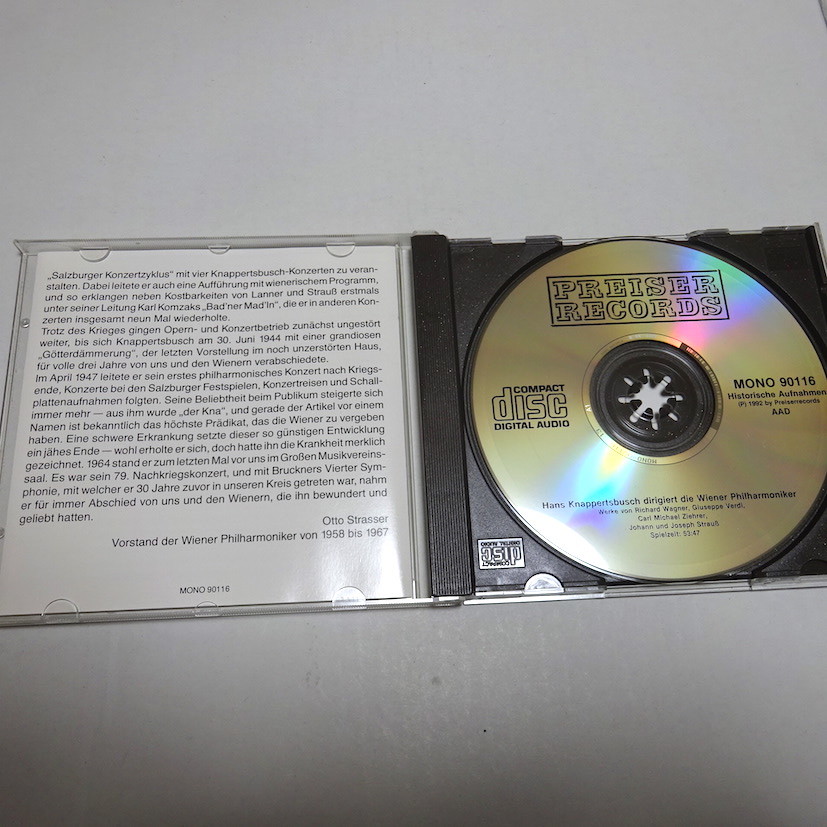 „Salzburger Konzertzyklus“ mit vier Knappertsbusch-Konzerten zu veran-
stalten. Dabei leitete er auch eine Aufführung mit wienerischem Programm,
und so erklangen neben Kostbarkeiten von Lanner und Strauß erstmals
unter seiner Leitung Karl Komzaks „Bad'ner Mad'ln“, die er in anderen Kon-
zerten insgesamt neun Mal wiederholte.
Trotz des Krieges gingen Opern- und Konzertbetrieb zunächst ungestört
weiter, bis sich Knappertsbusch am 30. Juni 1944 mit einer grandiosen
„Götterdämmerung“, der letzten Vorstellung im noch unzerstörten Haus,
für volle drei Jahre von uns und den Wienern verabschiedete.
Im April 1947 leitete er sein erstes philharmonisches Konzert nach Kriegs-
ende, Konzerte bei den Salzburger Festspielen, Konzertreisen und Schall-
plattenaufnahmen folgten. Seine Beliebtheit beim Publikum steigerte sich
immer mehr — aus ihm wurde „der Kna“, und gerade der Artikel vor einem
Namen ist bekanntlich das höchste Prädikat, das die Wiener zu vergeben
haben. Eine schwere Erkrankung setzte dieser so günstigen Entwicklung
ein jähes Ende — wohl erholte er sich, doch hatte ihn die Krankheit merklich
gezeichnet. 1964 stand er zum letzten Mal vor uns im Großen Musikvereins-
saal. Es war sein 79. Nachkriegskonzert, und mit Bruckners Vierter Sym-
phonie, mit welcher er 30 Jahre zuvor in unseren Kreis getreten war, nahm
er für immer Abschied von uns und den Wienern, die ihn bewundert und
geliebt hatten.
Otto Strasser
Vorstand der Wiener Philharmoniker von 1958 bis 1967
MONO 90116
PREISER
RECORDS
COMPACT
disc
DIGITAL AUDIO
MONO 90116
Historische Aufnahmen
(P) 1992 by Preiserrecords
AAD
Hans Knappertsbusch dirigiert die Wiener Philharmoniker
Werke von Richard Wagner, Giuseppe Verdi,
Carl Michael Ziehrer,
Johann und Joseph Strauß
Spielzeit: 53:47
COMPACT
disc
DIGITAL AUDIO